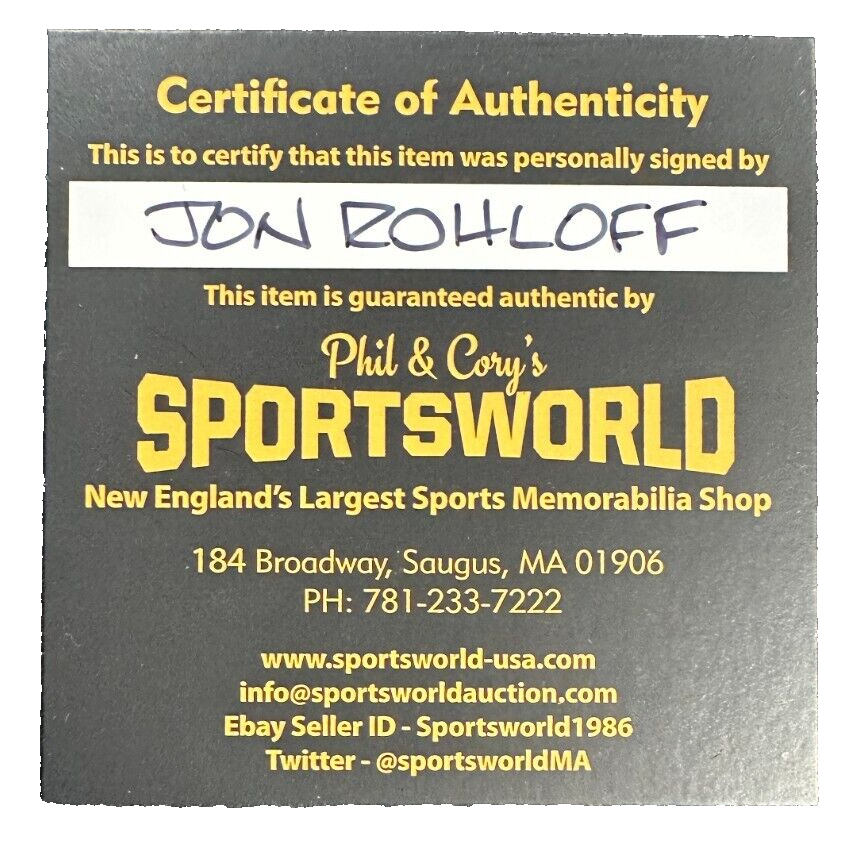 Certificate of Authenticity
This is to certify that this item was personally signed by
JON ROHLOFF
This item is guaranteed authentic by
Phil & Cory's
SPORTSWORLD
New England's Largest Sports Memorabilia Shop
184 Broadway, Saugus, MA 01906
PH: 781-233-7222
www.sportsworld-usa.com
info@sportsworldauction.com
Ebay Seller ID - Sportsworld1986
Twitter - @sportsworldMA